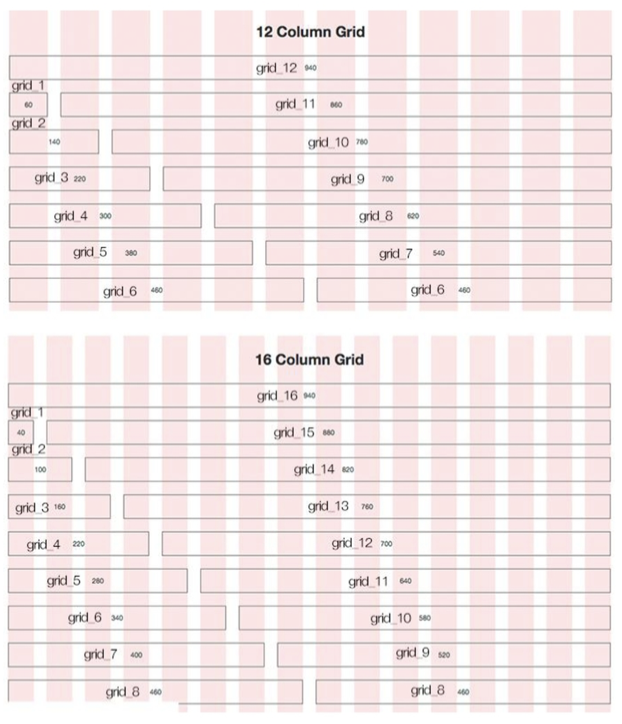 12 Column Grid
grid_12 940
grid_1
60
grid_11 860
grid_2
140
grid_10 780
grid_3 220
grid_9 700
grid_4 300
grid_8 620
grid_5 380
grid_7 540
grid_6 460
grid_6 460
16 Column Grid
grid_16 940
grid_1
40
grid_15 880
grid_2
100
grid_14 820
grid_3 160
grid_13 760
grid_4 220
grid_12 700
grid_5 280
grid_11 640
grid_6 340
grid_10 580
grid_7 400
grid_9 520
grid_8 460
grid_8 460